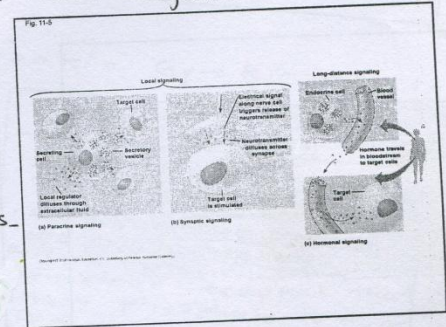 Fig. 11-5
Local signaling
Long-distance signaling
Target cell
Secreting
cell
Secretory
vesicle
Local regulator
diffuses through
extracellular fluid
(a) Paracrine signaling
Electrical signal
along nerve cell
triggers release of
neurotransmitter
Neurotransmitter
diffuses across
synapse
Target cell
is stimulated
(b) Synaptic signaling
Endocrine cell
Blood
vessel
Hormone travels
in bloodstream
to target cells
Target
cell
(c) Hormonal signaling